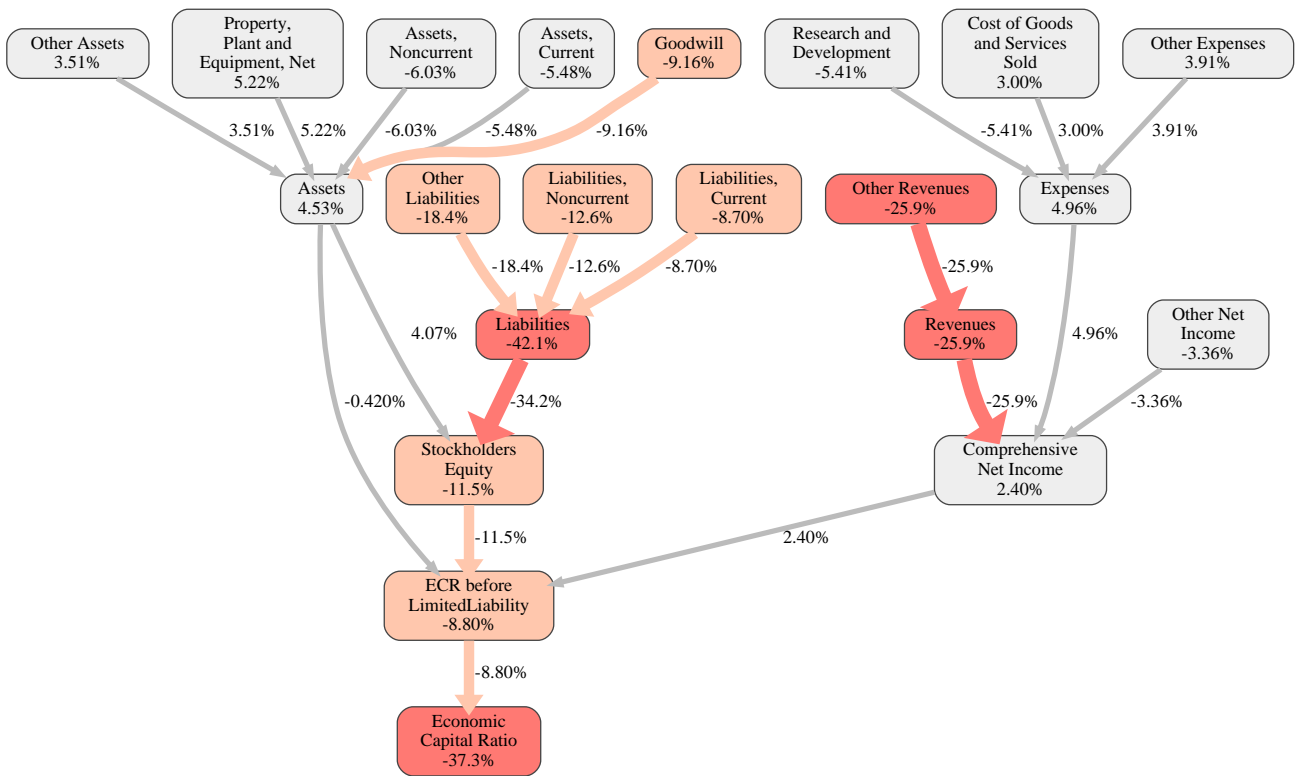 Other Assets
3.51%
Property,
Plant and
Equipment, Net
5.22%
Assets,
Noncurrent
-6.03%
Assets,
Current
-5.48%
Goodwill
-9.16%
Research and
Development
-5.41%
Cost of Goods
and Services
Sold
3.00%
Other Expenses
3.91%
3.51%
5.22%
-6.03%
-5.48%
-9.16%
-5.41%
3.00%
3.91%
Assets
4.53%
Other
Liabilities
-18.4%
Liabilities,
Noncurrent
-12.6%
Liabilities,
Current
-8.70%
Other Revenues
-25.9%
Expenses
4.96%
-18.4%
-12.6%
-8.70%
-25.9%
Liabilities
-42.1%
Revenues
-25.9%
Other Net
Income
-3.36%
4.07%
4.96%
-0.420%
-34.2%
-25.9%
-3.36%
Stockholders
Equity
-11.5%
Comprehensive
Net Income
2.40%
-11.5%
2.40%
ECR before
LimitedLiability
-8.80%
-8.80%
Economic
Capital Ratio
-37.3%